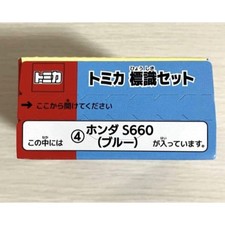 トミカ
ひょうしき
トミカ 標識セット
→ ここから開けてください
この中には ④ ホンダ S660
(ブルー) が入っています。